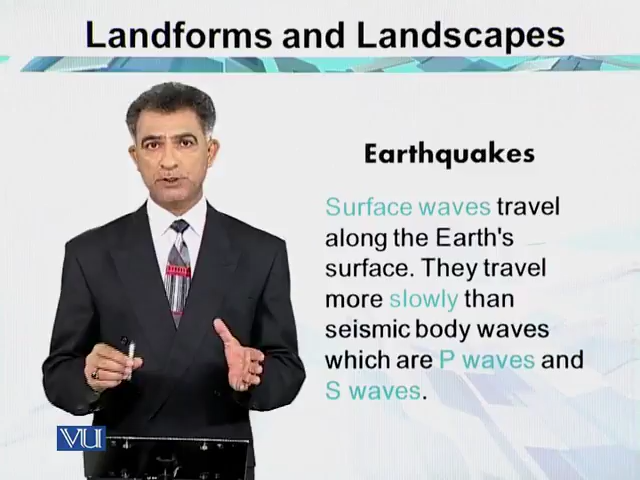 Landforms and Landscapes
Earthquakes
Surface waves travel
along the Earth's
surface. They travel
more slowly than
seismic body waves
which are P waves and
S waves.
VU